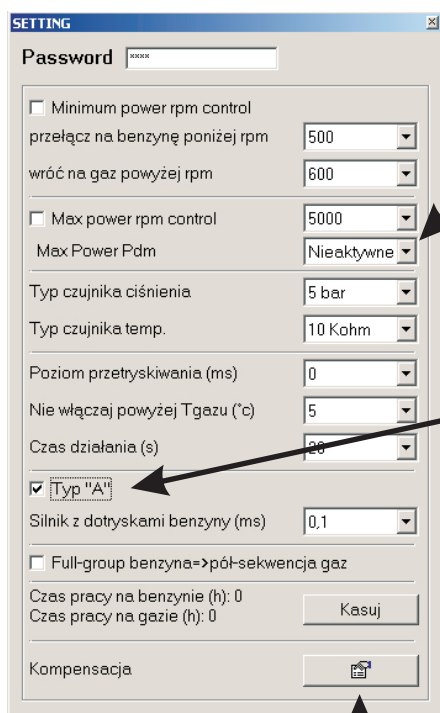 SETTING
Password ****
Minimum power rpm control
przełącz na benzynę poniżej rpm 500
wróć na gaz powyżej rpm 600
Max power rpm control 5000
Max Power Pdm Nieaktywne
Typ czujnika ciśnienia 5 bar
Typ czujnika temp. 10 Kohm
Poziom przetryskiwania (ms) 0
Nie włączaj powyżej Tgazu (°c) 5
Czas działania (s)
Typ "A"
Silnik z dotryskami benzyny (ms) 0,1
Full-group benzyna=>pół-sekwencja gaz
Czas pracy na benzynie (h): 0
Czas pracy na gazie (h): 0
Kasuj
Kompensacja